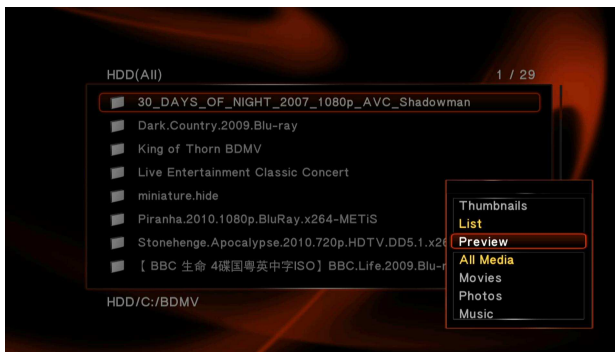 HDD(All) 1 / 29
30_DAYS_OF_NIGHT_2007_1080p_AVC_Shadowman
Dark.Country.2009.Blu-ray
King of Thorn BDMV
Live Entertainment Classic Concert
miniature.hide
Piranha.2010.1080p.BluRay.x264-METiS
Stonehenge.Apocalypse.2010.720p.HDTV.DD5.1.x26
【 BBC 生命 4碟国粤英中字ISO】BBC.Life.2009.Blu-r
HDD/C:/BDMV
Thumbnails
List
Preview
All Media
Movies
Photos
Music